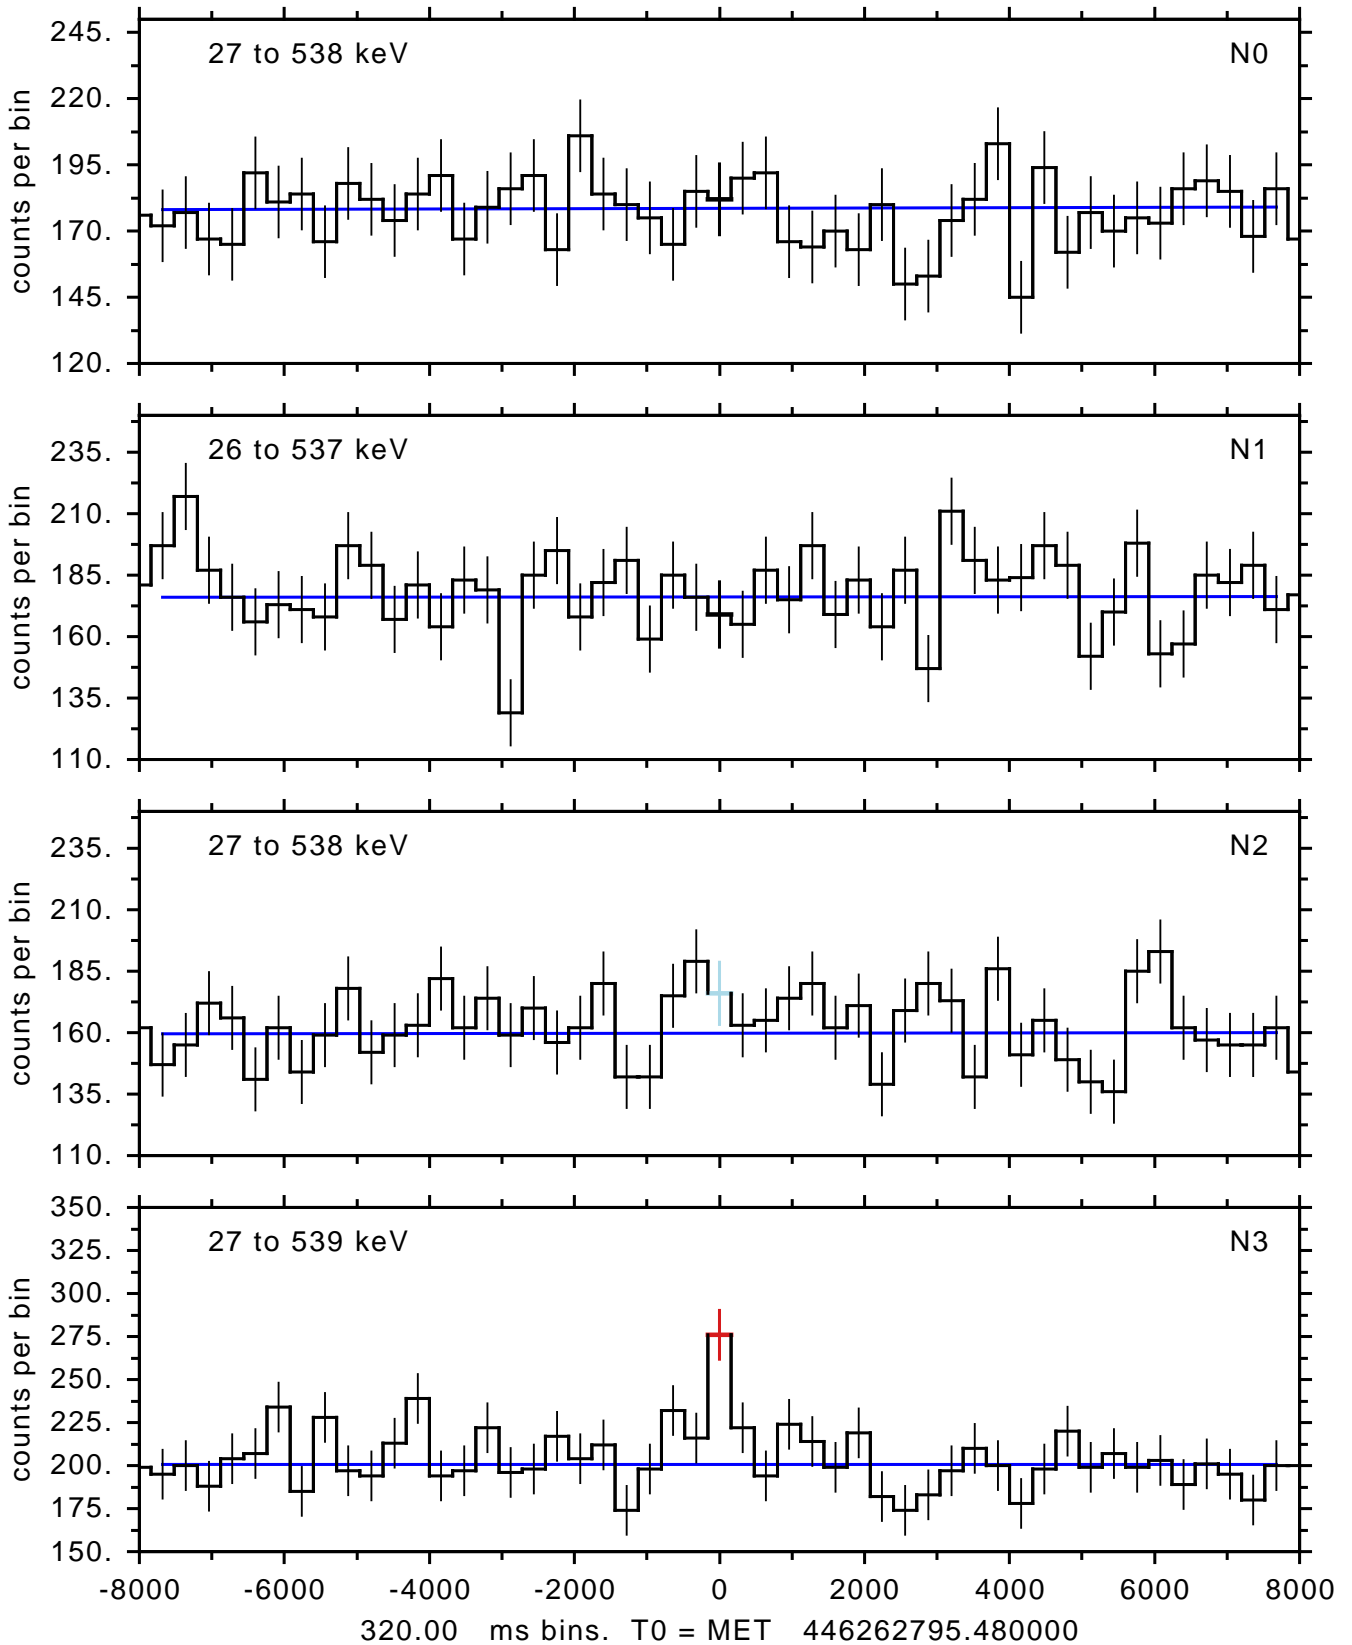 27 to 538 keV N0
counts per bin
245.
220.
195.
170.
145.
120.
26 to 537 keV N1
counts per bin
235.
210.
185.
160.
135.
110.
27 to 538 keV N2
counts per bin
235.
210.
185.
160.
135.
110.
27 to 539 keV N3
counts per bin
350.
325.
300.
275.
250.
225.
200.
175.
150.
-8000 -6000 -4000 -2000 0 2000 4000 6000 8000
320.00 ms bins. T0 = MET 446262795.480000